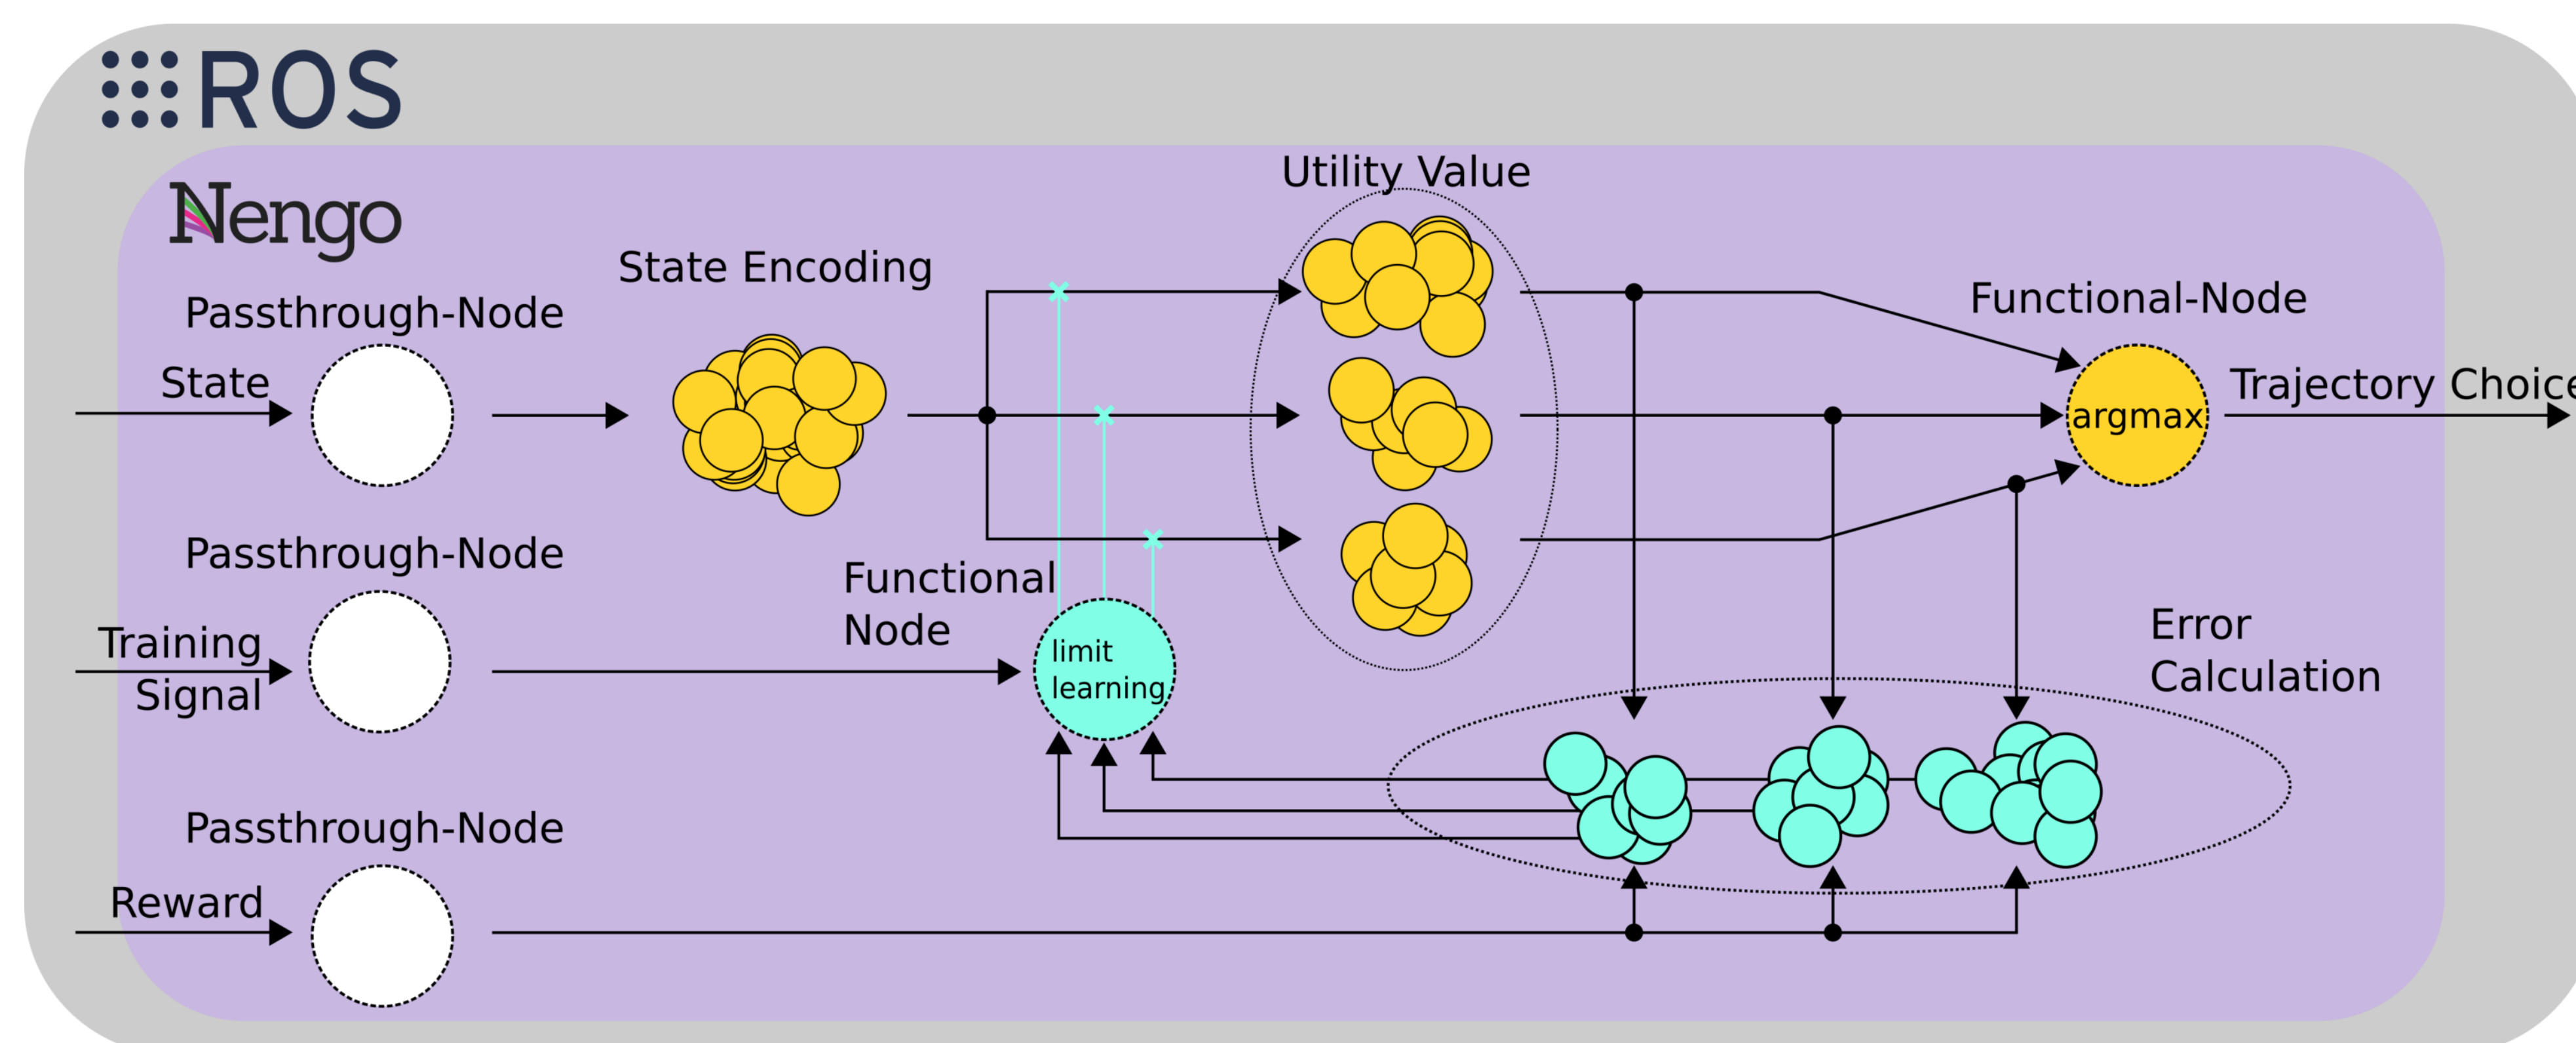 ROS
Nengo
Utility Value
State Encoding
Passthrough-Node
Functional-Node
State
argmax
Trajectory Choice
Passthrough-Node
Functional
Node
Training
Signal
limit
learning
Error
Calculation
Passthrough-Node
Reward